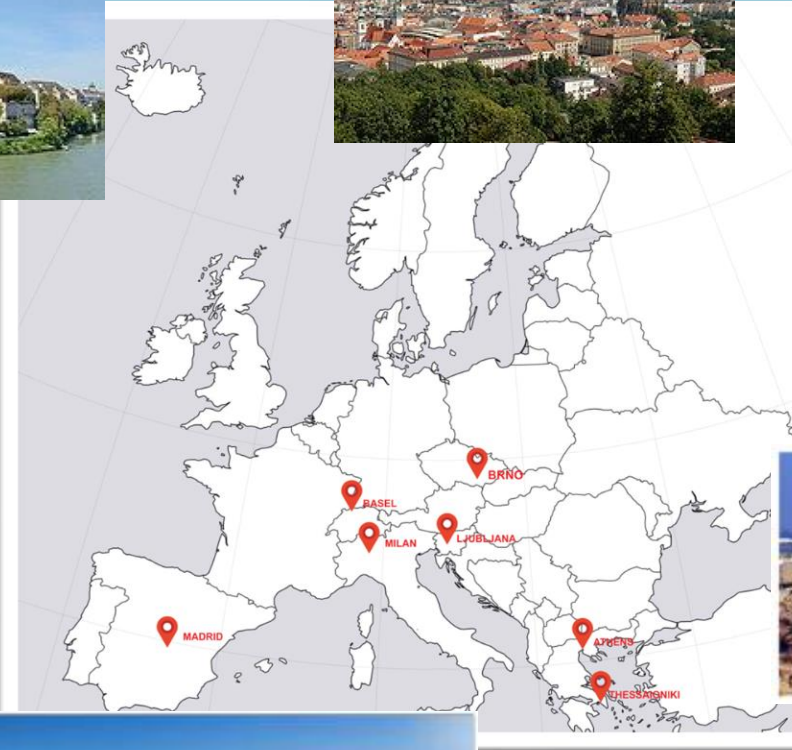 BRNO
BASEL
LJUBLJANA
MILAN
MADRID
ATHENS
THESSALONIKI